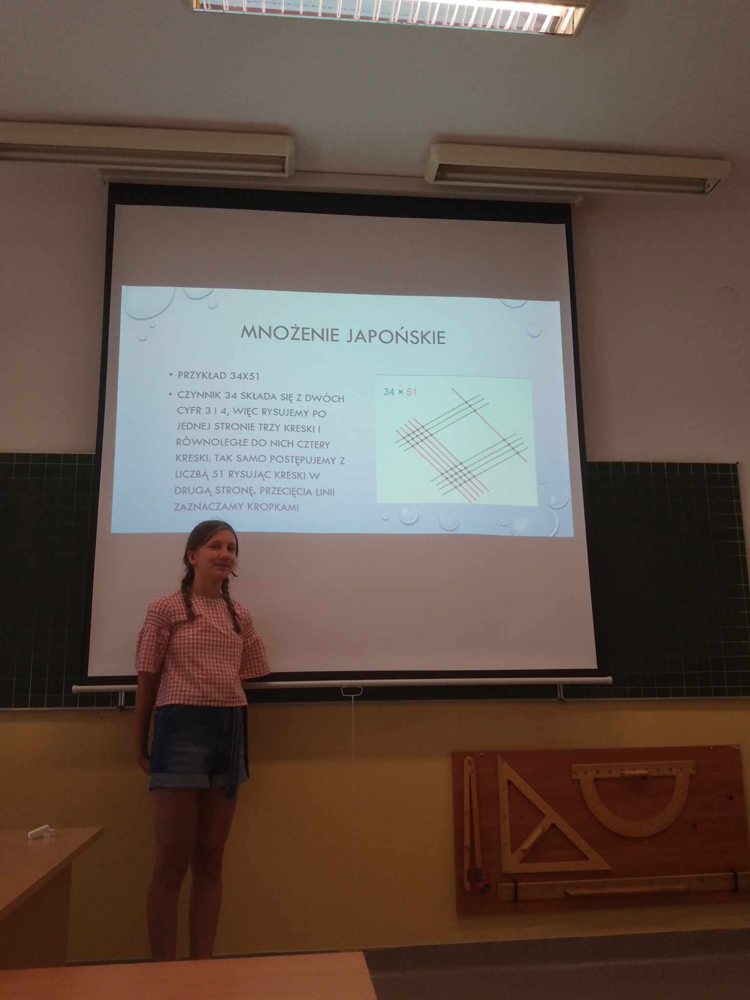 MNOŻENIE JAPOŃSKIE
• PRZYKŁAD 34X51
• CZYNNIK 34 SKŁADA SIĘ Z DWÓCH
CYFR 3 I 4, WIĘC RYSUJEMY PO
JEDNEJ STRONIE TRZY KRESKI I
RÓWNOLEGŁE DO NICH CZTERY
KRESKI. TAK SAMO POSTĘPUJEMY Z
LICZBĄ 51 RYSUJĄC KRESKI W
DRUGĄ STRONĘ. PRZECIĘCIA LINII
ZAZNACZAMY KROPKAMI
34 × 51